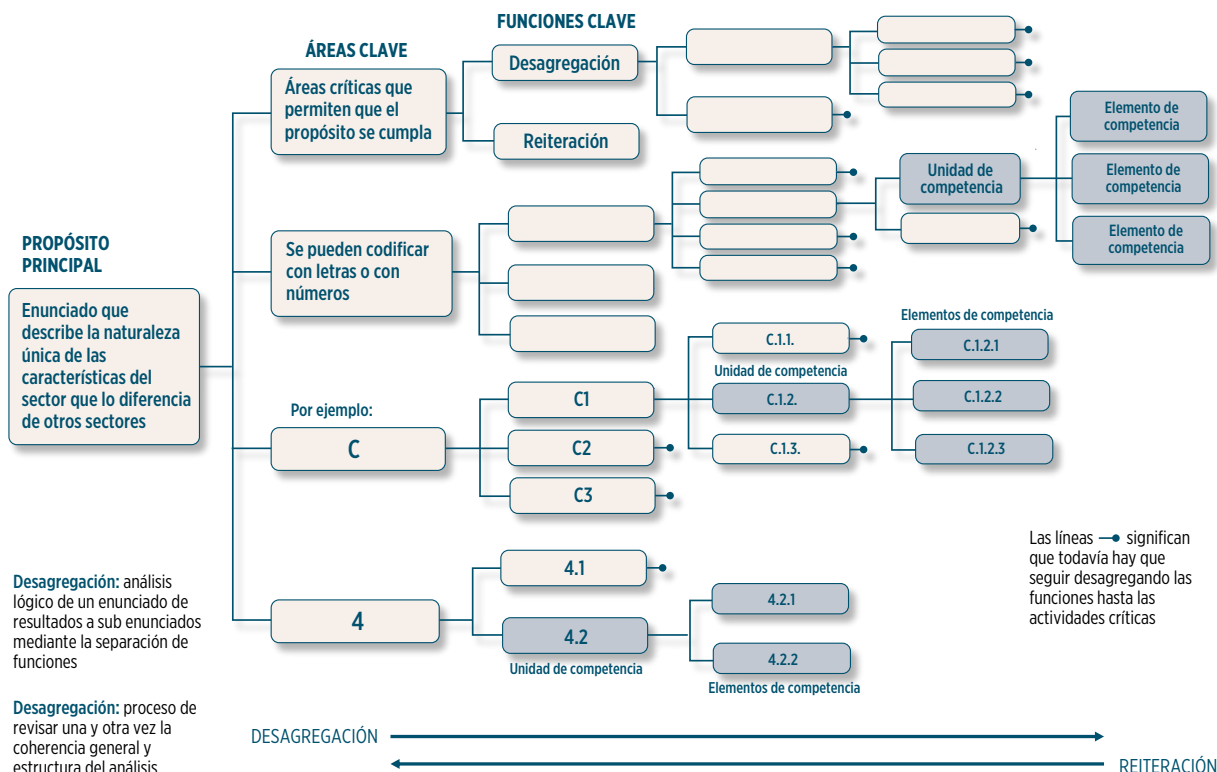 FUNCIONES CLAVE
ÁREAS CLAVE
Desagregación
Áreas críticas que
permiten que el
propósito se cumpla
Reiteración
Elemento de
competencia
Unidad de
competencia
Elemento de
competencia
Elemento de
competencia
PROPÓSITO
PRINCIPAL
Se pueden codificar
con letras o con
números
Enunciado que
describe la naturaleza
única de las
características del
sector que lo diferencia
de otros sectores
Elementos de competencia
C.1.1.
C.1.2.1
Unidad de competencia
Por ejemplo:
C1
C.1.2.
C.1.2.2
C
C2
C.1.3.
C.1.2.3
C3
Las líneas significan
que todavía hay que
seguir desagregando las
funciones hasta las
actividades críticas
4.1
Desagregación: análisis
lógico de un enunciado de
resultados a sub enunciados
mediante la separación de
funciones
4
4.2
4.2.1
Unidad de competencia
4.2.2
Elementos de competencia
Desagregación: proceso de
revisar una y otra vez la
coherencia general y
estructura del análisis
DESAGREGACIÓN
REITERACIÓN